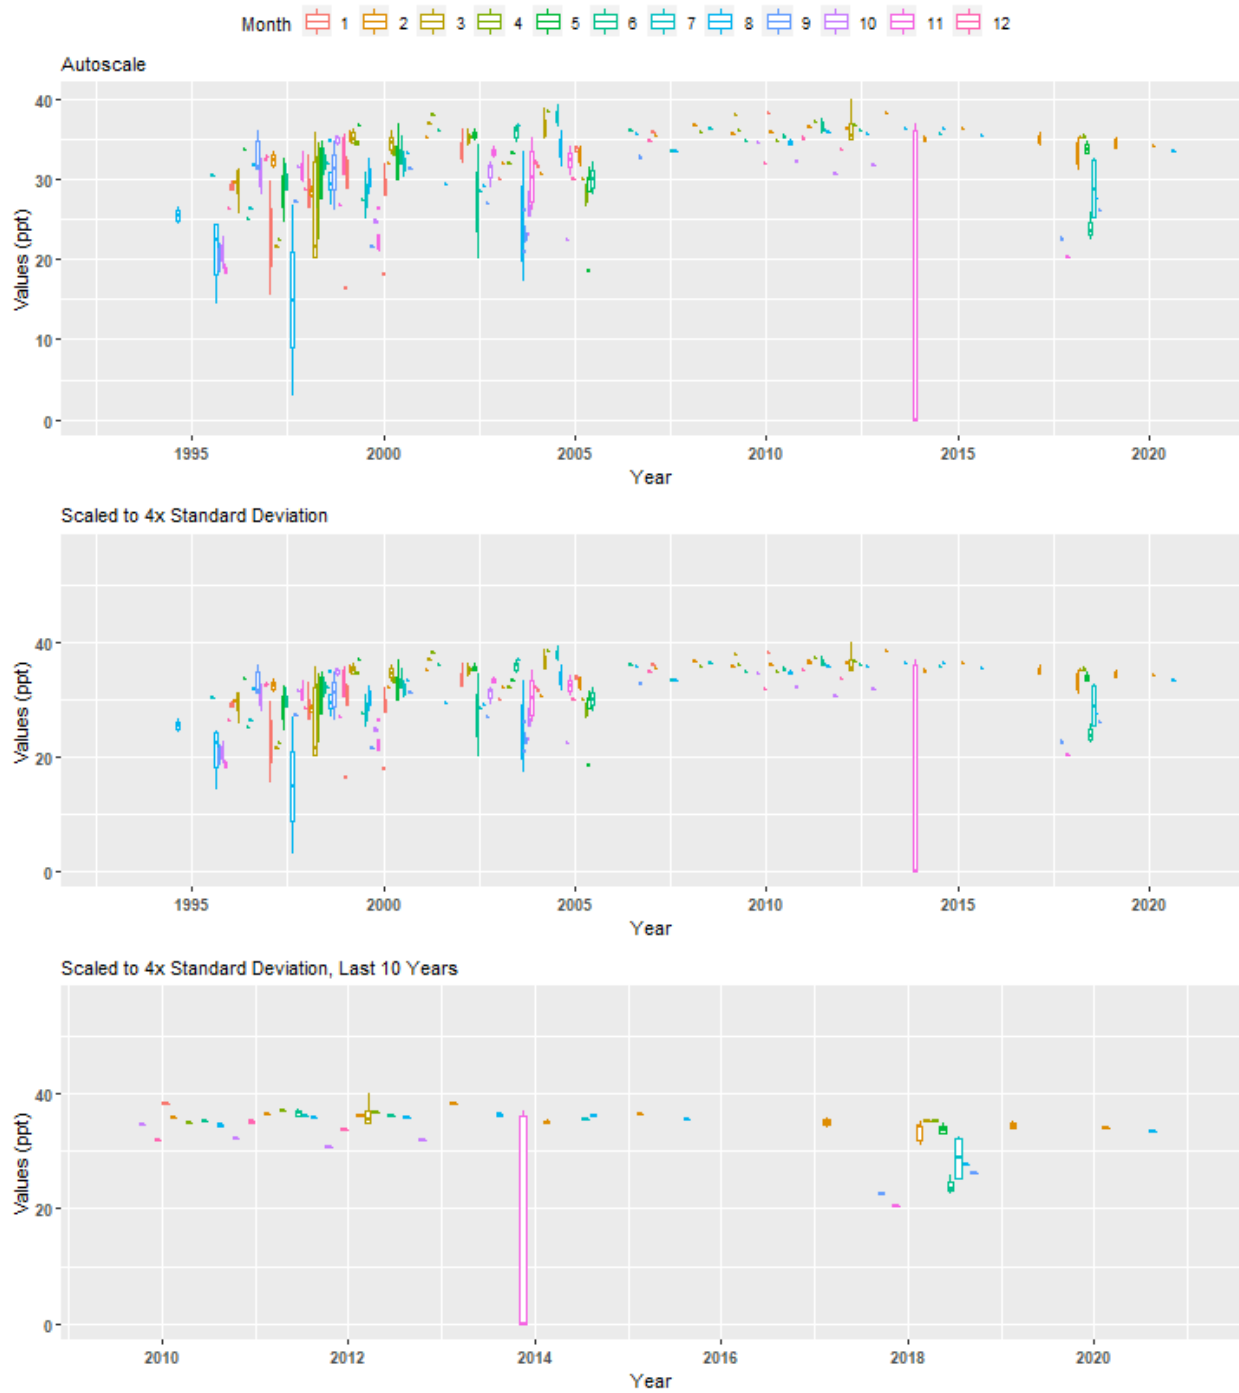 Month 1 2 3 4 5 6 7 8 9 10 11 12
Autoscale
Values (ppt)
40
30
20
10
0
1995 2000 2005 2010 2015 2020
Year
Scaled to 4x Standard Deviation
Values (ppt)
40
20
0
1995 2000 2005 2010 2015 2020
Year
Scaled to 4x Standard Deviation, Last 10 Years
Values (ppt)
40
20
0
2010 2012 2014 2016 2018 2020
Year